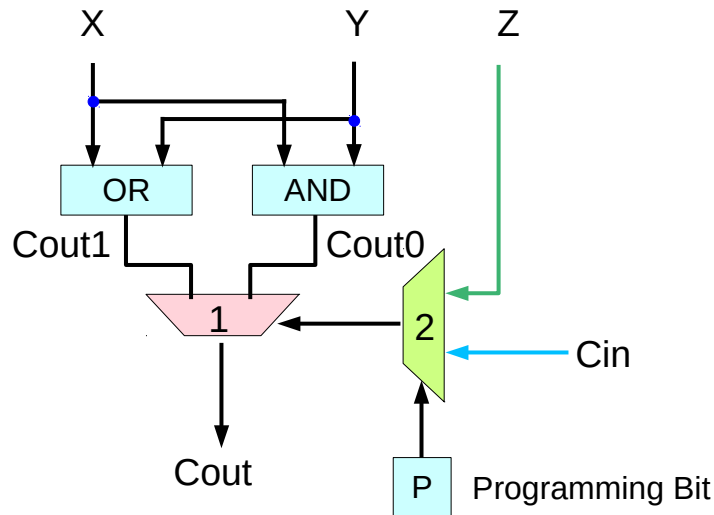 X Y Z
OR AND
Cout1 Cout0
1 2
Cin
Cout
P Programming Bit